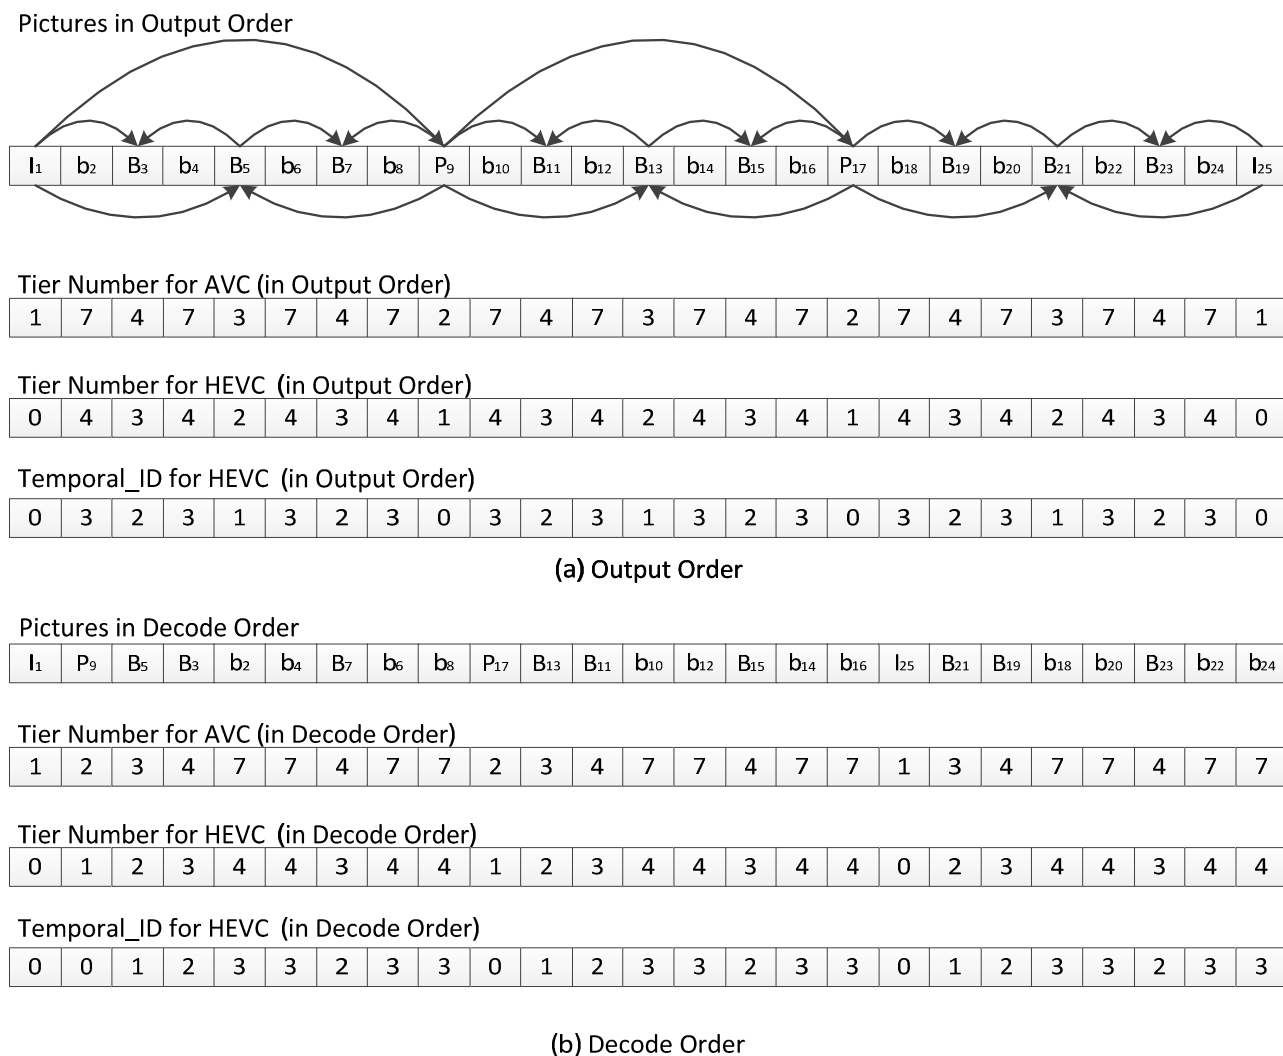 Pictures in Output Order
I1 b2 B3 b4 B5 b6 B7 b8 P9 b10 B11 b12 B13 b14 B15 b16 P17 b18 B19 b20 B21 b22 B23 b24 I25
Tier Number for AVC (in Output Order)
1 7 4 7 3 7 4 7 2 7 4 7 3 7 4 7 2 7 4 7 3 7 4 7 1
Tier Number for HEVC (in Output Order)
0 4 3 4 2 4 3 4 1 4 3 4 2 4 3 4 1 4 3 4 2 4 3 4 0
Temporal_ID for HEVC (in Output Order)
0 3 2 3 1 3 2 3 0 3 2 3 1 3 2 3 0 3 2 3 1 3 2 3 0
(a) Output Order
Pictures in Decode Order
I1 P9 B5 B3 b2 b4 B7 b6 b8 P17 B13 B11 b10 b12 B15 b14 b16 I25 B21 B19 b18 b20 B23 b22 b24
Tier Number for AVC (in Decode Order)
1 2 3 4 7 7 4 7 7 2 3 4 7 7 4 7 7 1 3 4 7 7 4 7 7
Tier Number for HEVC (in Decode Order)
0 1 2 3 4 4 3 4 4 1 2 3 4 4 3 4 4 0 2 3 4 4 3 4 4
Temporal_ID for HEVC (in Decode Order)
0 0 1 2 3 3 2 3 3 0 1 2 3 3 2 3 3 0 1 2 3 3 2 3 3
(b) Decode Order